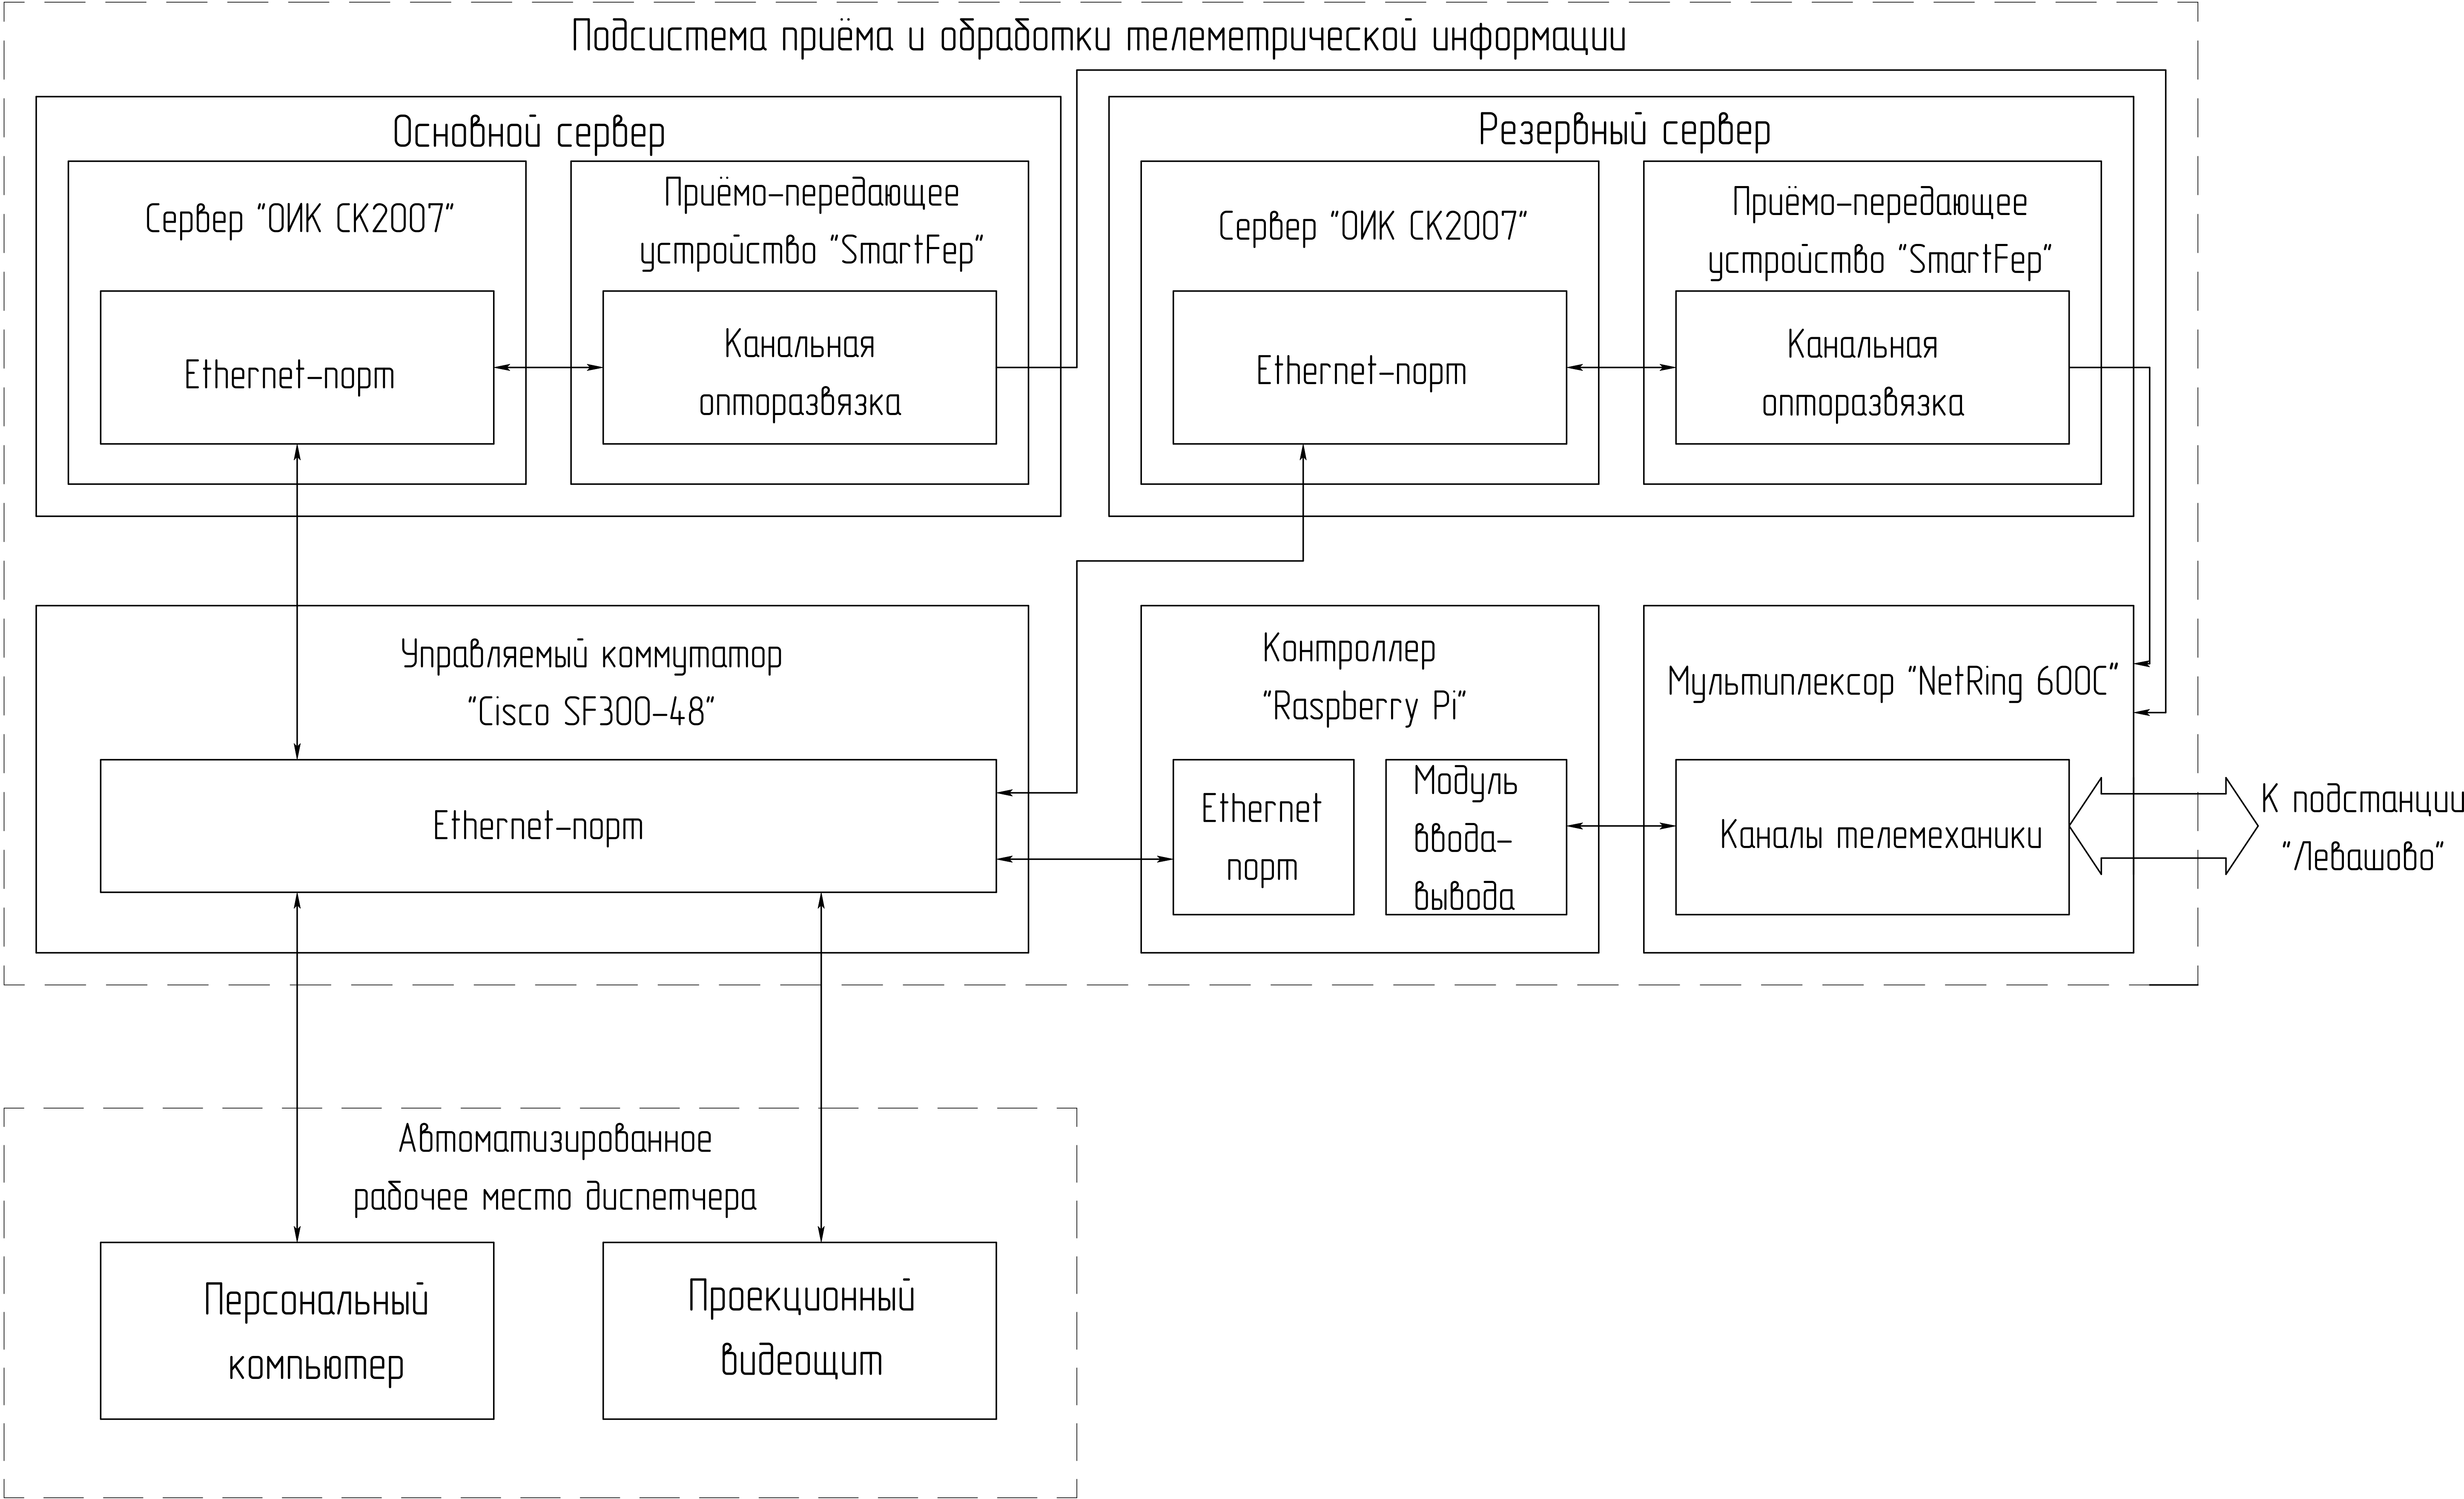 Подсистема приёма и обработки телеметрической информации
Основной сервер
Сервер "ОИК СК2007"
Ethernet-порт
Приёмо-передающее
устройство "SmartFep"
Канальная
опторазвязка
Резервный сервер
Сервер "ОИК СК2007"
Ethernet-порт
Приёмо-передающее
устройство "SmartFep"
Канальная
опторазвязка
Управляемый коммутатор
"Cisco SF300-48"
Ethernet-порт
Контроллер
"Raspberry Pi"
Ethernet
порт
Модуль
ввода-
вывода
Мультиплексор "NetRing 600C"
Каналы телемеханики
К подстанции
"Левашово"
Автоматизированное
рабочее место диспетчера
Персональный
компьютер
Проекционный
видеощит